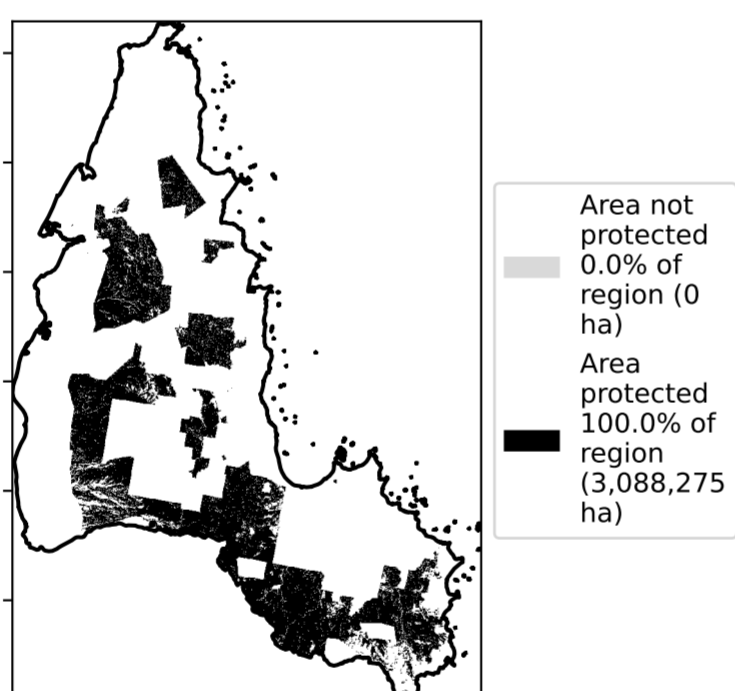 Area not
protected
0.0% of
region (0
ha)
Area
protected
100.0% of
region
(3,088,275
ha)